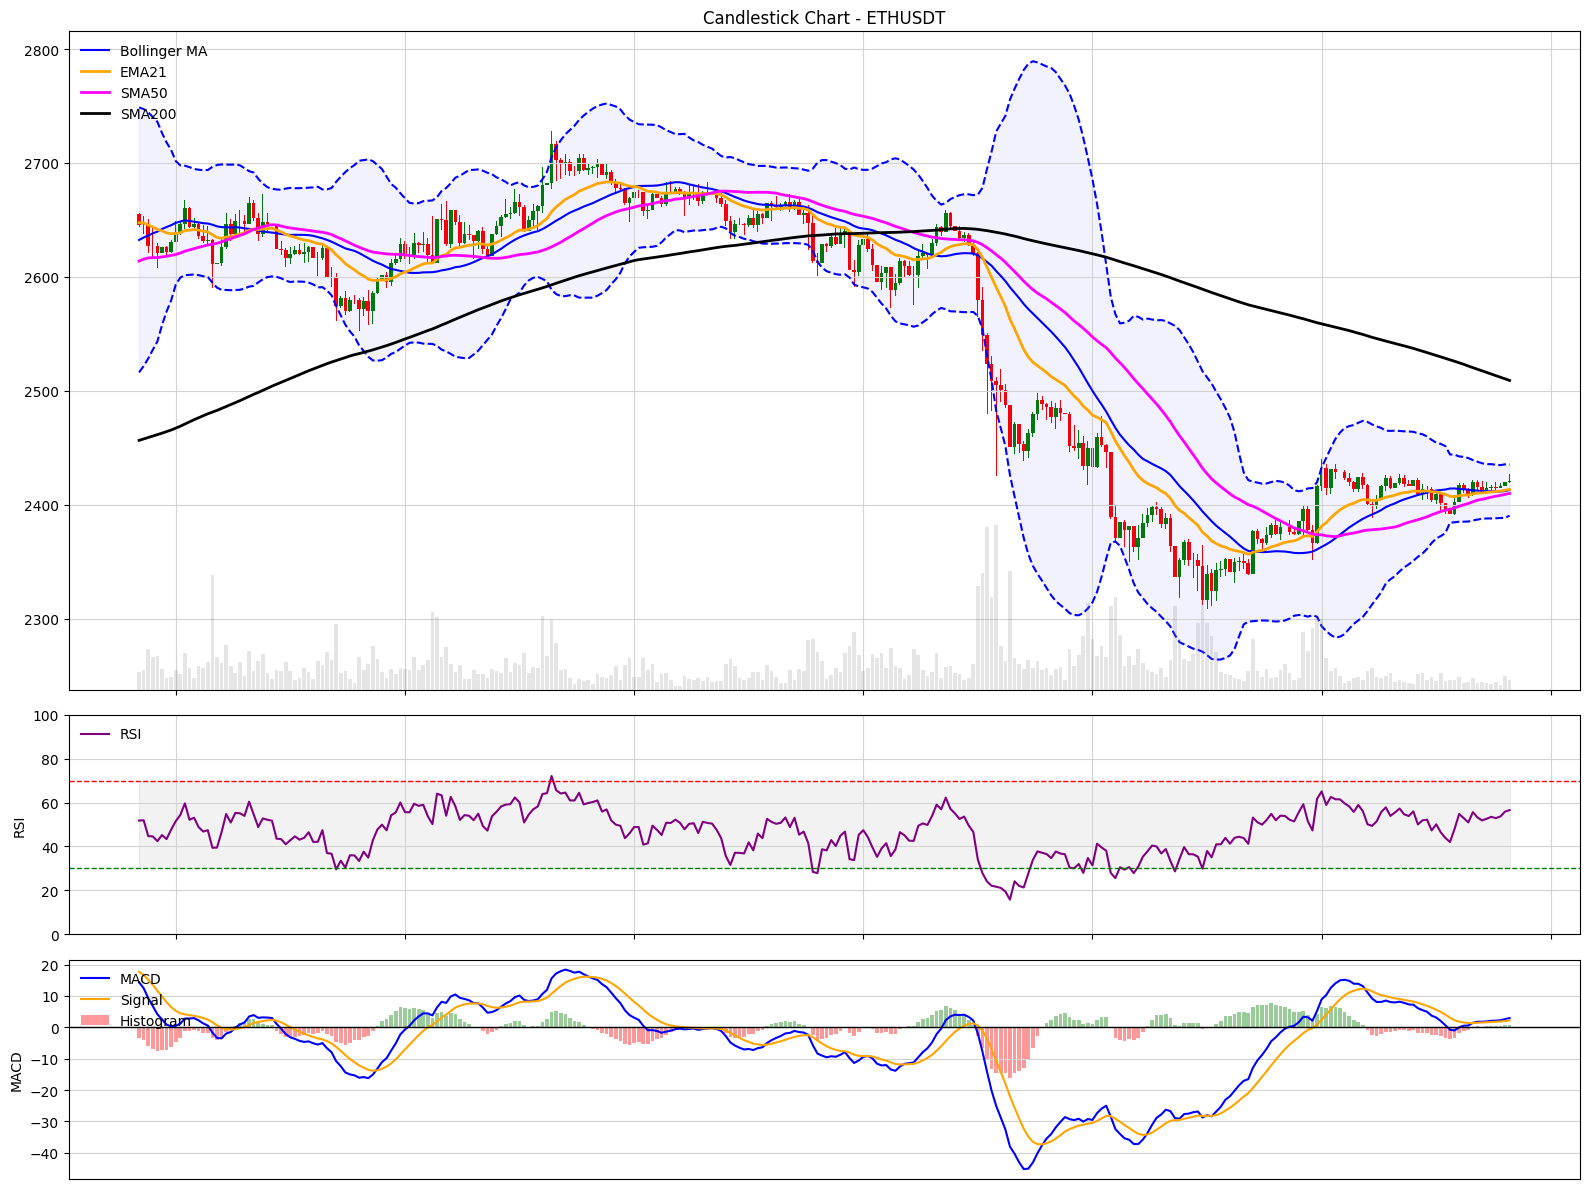 Candlestick Chart - ETHUSDT
2800
2700
2600
2500
2400
2300
Bollinger MA
EMA21
SMA50
SMA200
100
80
60
40
20
0
RSI
RSI
20
10
0
−10
−20
−30
−40
MACD
MACD
Signal
Histogram